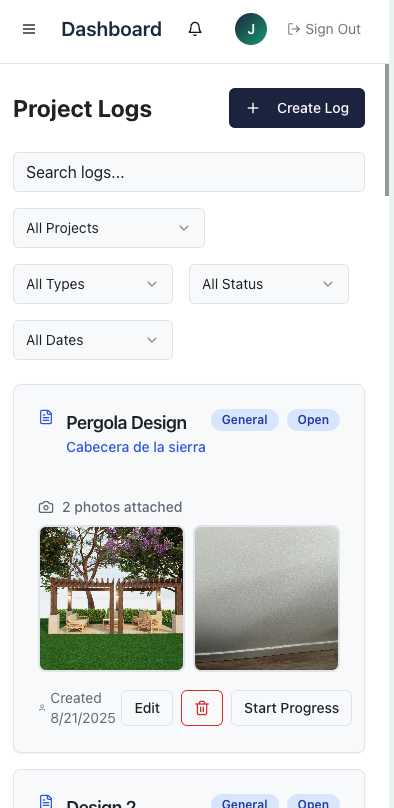 Dashboard
J
Sign Out
Project Logs
Create Log
Search logs...
All Projects
All Types
All Status
All Dates
Pergola Design
General
Open
Cabecera de la sierra
2 photos attached
Created
8/21/2025
Edit
Start Progress
Design 2
General
Open